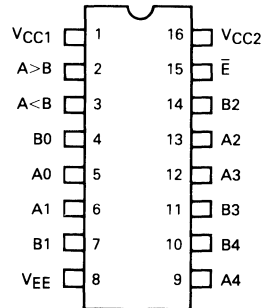 VCC1 1 16 VCC2
A>B 2 15 E̅
A<B 3 14 B2
B0 4 13 A2
A0 5 12 A3
A1 6 11 B3
B1 7 10 B4
VEE 8 9 A4